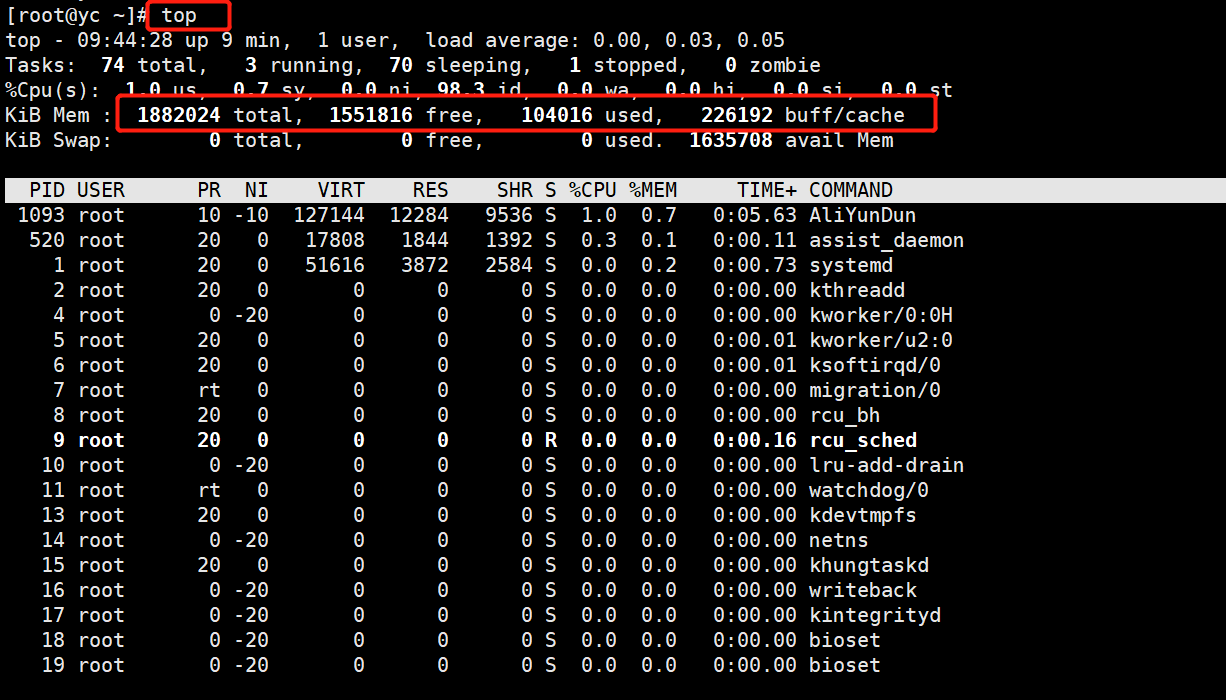 [root@yc ~]# top
top - 09:44:28 up 9 min,  1 user,  load average: 0.00, 0.03, 0.05
Tasks:  74 total,   3 running,  70 sleeping,   1 stopped,   0 zombie
%Cpu(s):  1.0 us,  0.7 sy,  0.0 ni, 98.3 id,  0.0 wa,  0.0 hi,  0.0 si,  0.0 st
KiB Mem :  1882024 total,  1551816 free,   104016 used,   226192 buff/cache
KiB Swap:        0 total,        0 free,        0 used.  1635708 avail Mem
  PID USER      PR  NI    VIRT    RES    SHR S %CPU %MEM     TIME+ COMMAND
 1093 root      10 -10  127144  12284   9536 S  1.0  0.7   0:05.63 AliYunDun
  520 root      20   0   17808   1844   1392 S  0.3  0.1   0:00.11 assist_daemon
    1 root      20   0   51616   3872   2584 S  0.0  0.2   0:00.73 systemd
    2 root      20   0       0      0      0 S  0.0  0.0   0:00.00 kthreadd
    4 root       0 -20       0      0      0 S  0.0  0.0   0:00.00 kworker/0:0H
    5 root      20   0       0      0      0 S  0.0  0.0   0:00.01 kworker/u2:0
    6 root      20   0       0      0      0 S  0.0  0.0   0:00.01 ksoftirqd/0
    7 root      rt   0       0      0      0 S  0.0  0.0   0:00.00 migration/0
    8 root      20   0       0      0      0 S  0.0  0.0   0:00.00 rcu_bh
    9 root      20   0       0      0      0 R  0.0  0.0   0:00.16 rcu_sched
   10 root       0 -20       0      0      0 S  0.0  0.0   0:00.00 lru-add-drain
   11 root      rt   0       0      0      0 S  0.0  0.0   0:00.00 watchdog/0
   13 root      20   0       0      0      0 S  0.0  0.0   0:00.00 kdevtmpfs
   14 root       0 -20       0      0      0 S  0.0  0.0   0:00.00 netns
   15 root      20   0       0      0      0 S  0.0  0.0   0:00.00 khungtaskd
   16 root       0 -20       0      0      0 S  0.0  0.0   0:00.00 writeback
   17 root       0 -20       0      0      0 S  0.0  0.0   0:00.00 kintegrityd
   18 root       0 -20       0      0      0 S  0.0  0.0   0:00.00 bioset
   19 root       0 -20       0      0      0 S  0.0  0.0   0:00.00 bioset